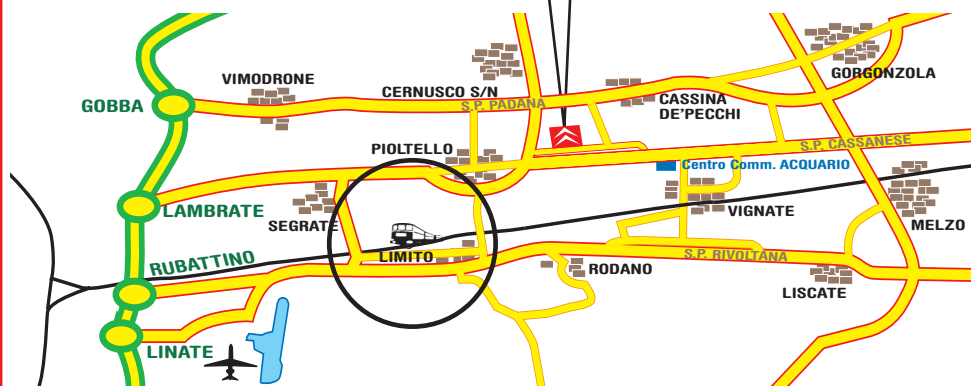 VIMODRONE
GORGONZOLA
GOBBA
CERNUSCO S/N
S.P. PADANA
CASSINA
DE'PECCHI
PIOLTELLO
S.P. CASSANESE
Centro Comm. ACQUARIO
LAMBRATE
SEGRATE
VIGNATE
MELZO
RUBATTINO
LIMITO
S.P. RIVOLTANA
RODANO
LISCATE
LINATE